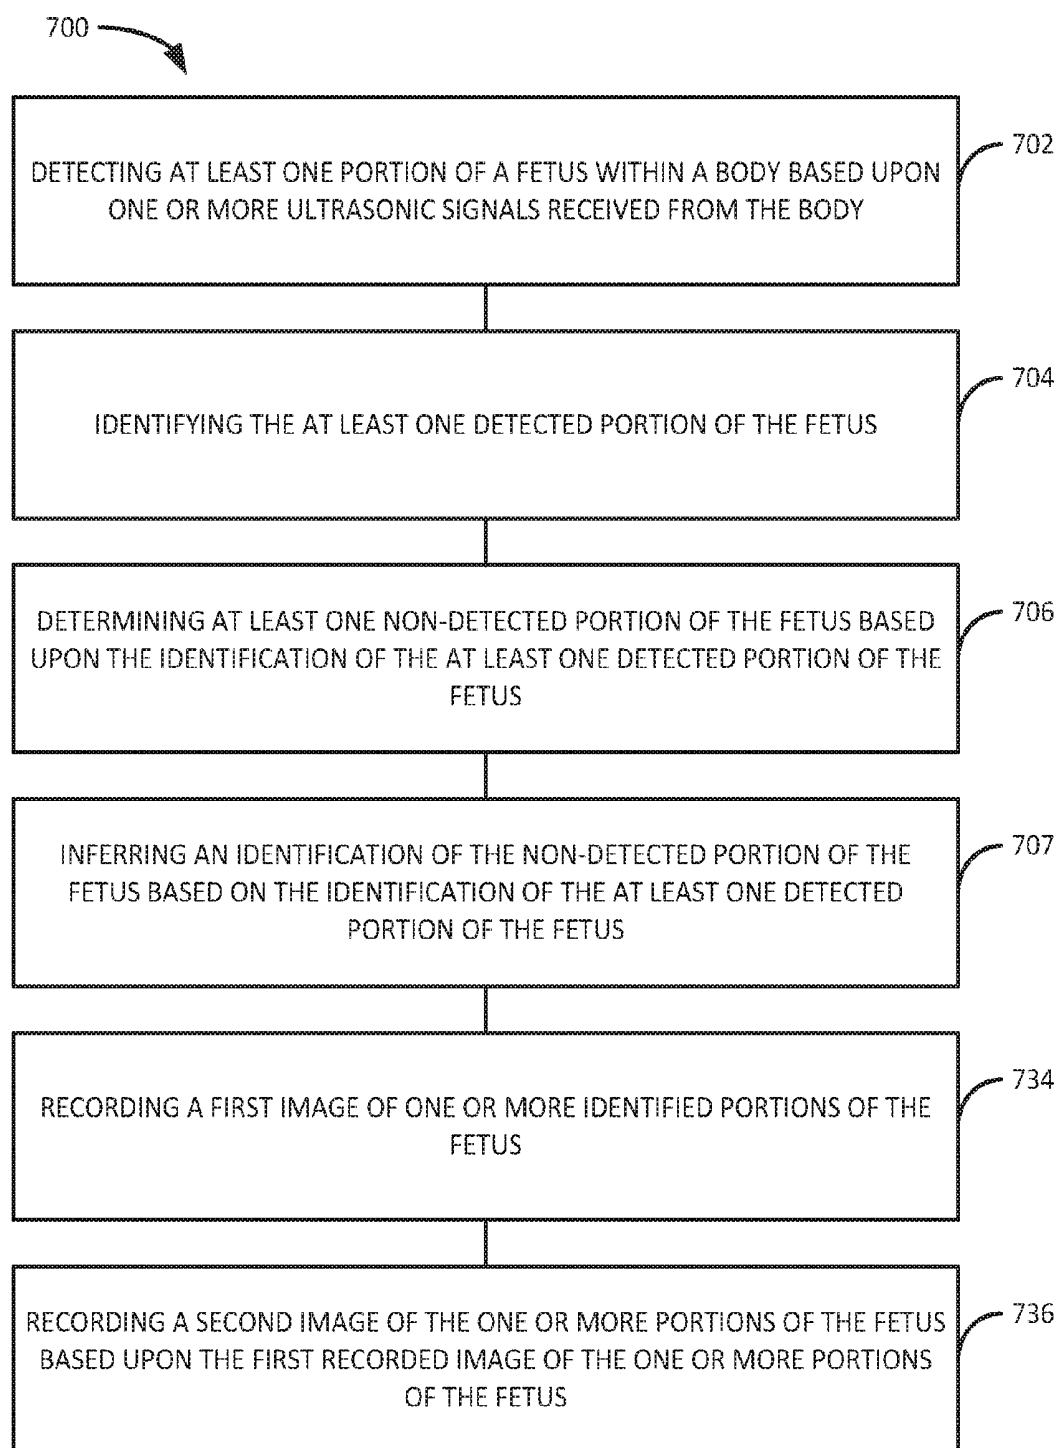 700
DETECTING AT LEAST ONE PORTION OF A FETUS WITHIN A BODY BASED UPON
ONE OR MORE ULTRASONIC SIGNALS RECEIVED FROM THE BODY
702
IDENTIFYING THE AT LEAST ONE DETECTED PORTION OF THE FETUS
704
DETERMINING AT LEAST ONE NON-DETECTED PORTION OF THE FETUS BASED
UPON THE IDENTIFICATION OF THE AT LEAST ONE DETECTED PORTION OF THE
FETUS
706
INFERRING AN IDENTIFICATION OF THE NON-DETECTED PORTION OF THE
FETUS BASED ON THE IDENTIFICATION OF THE AT LEAST ONE DETECTED
PORTION OF THE FETUS
707
RECORDING A FIRST IMAGE OF ONE OR MORE IDENTIFIED PORTIONS OF THE
FETUS
734
RECORDING A SECOND IMAGE OF THE ONE OR MORE PORTIONS OF THE FETUS
BASED UPON THE FIRST RECORDED IMAGE OF THE ONE OR MORE PORTIONS
OF THE FETUS
736